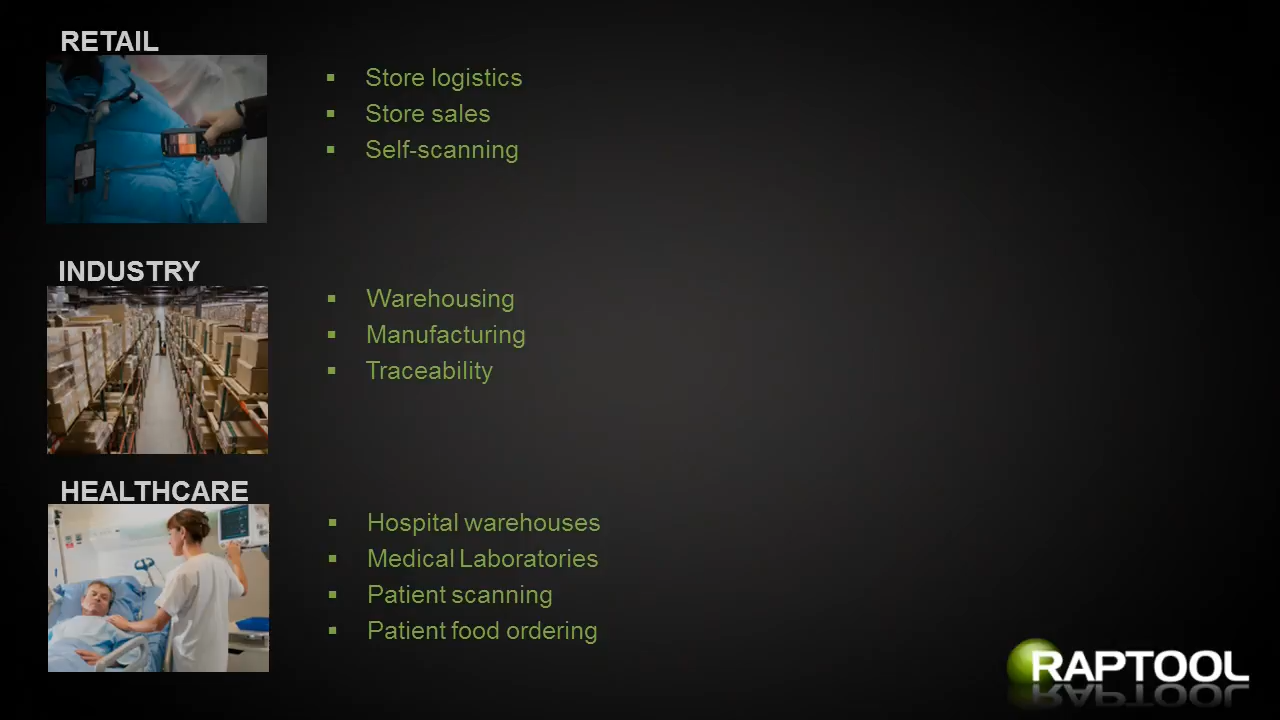 RETAIL
▪ Store logistics
▪ Store sales
▪ Self-scanning
INDUSTRY
▪ Warehousing
▪ Manufacturing
▪ Traceability
HEALTHCARE
▪ Hospital warehouses
▪ Medical Laboratories
▪ Patient scanning
▪ Patient food ordering
RAPTOOL